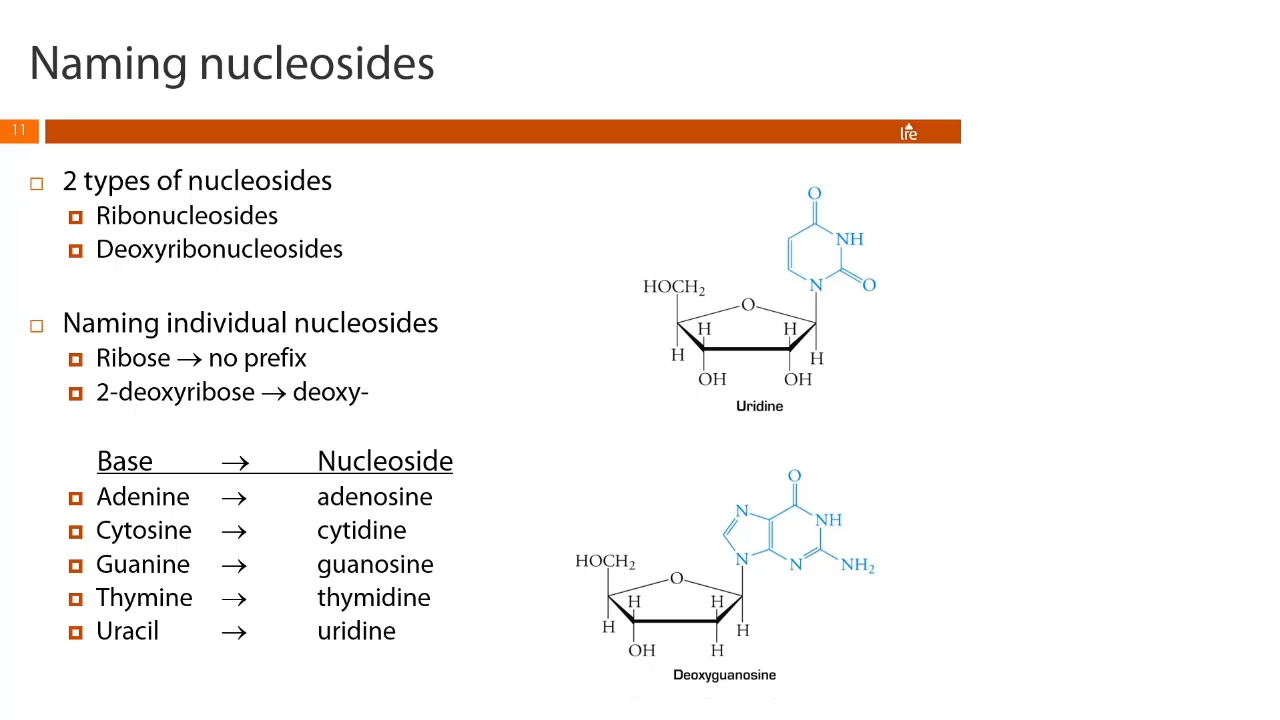 Naming nucleosides
11
lre
2 types of nucleosides
Ribonucleosides
Deoxyribonucleosides
Naming individual nucleosides
Ribose → no prefix
2-deoxyribose → deoxy-
Base → Nucleoside
Adenine → adenosine
Cytosine → cytidine
Guanine → guanosine
Thymine → thymidine
Uracil → uridine
O
NH
N O
HOCH₂ O
H H
H H
OH OH
Uridine
O
N NH
N N NH₂
HOCH₂ O
H H
H H
OH H
Deoxyguanosine